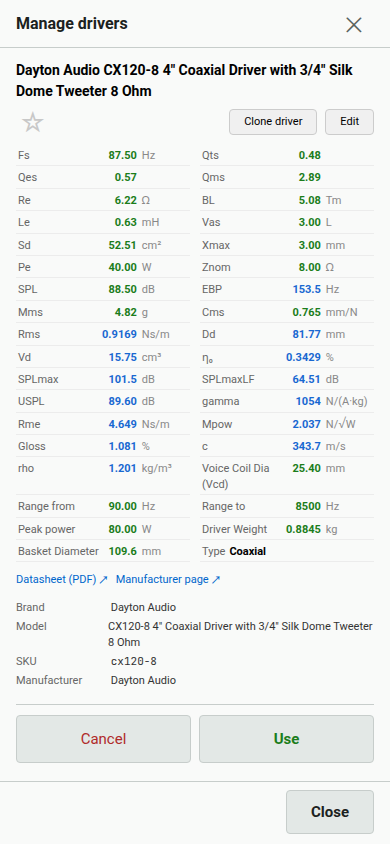 Manage drivers
Dayton Audio CX120-8 4" Coaxial Driver with 3/4" Silk
Dome Tweeter 8 Ohm
Clone driver Edit
Fs 87.50 Hz Qts 0.48
Qes 0.57 Qms 2.89
Re 6.22 Ω BL 5.08 Tm
Le 0.63 mH Vas 3.00 L
Sd 52.51 cm² Xmax 3.00 mm
Pe 40.00 W Znom 8.00 Ω
SPL 88.50 dB EBP 153.5 Hz
Mms 4.82 g Cms 0.765 mm/N
Rms 0.9169 Ns/m Dd 81.77 mm
Vd 15.75 cm³ η₀ 0.3429 %
SPLmax 101.5 dB SPLmaxLF 64.51 dB
USPL 89.60 dB gamma 1054 N/(A·kg)
Rme 4.649 Ns/m Mpow 2.037 N/√W
Gloss 1.081 % c 343.7 m/s
rho 1.201 kg/m³ Voice Coil Dia 25.40 mm
(Vcd)
Range from 90.00 Hz Range to 8500 Hz
Peak power 80.00 W Driver Weight 0.8845 kg
Basket Diameter 109.6 mm Type Coaxial
Datasheet (PDF) ↗ Manufacturer page ↗
Brand Dayton Audio
Model CX120-8 4" Coaxial Driver with 3/4" Silk Dome Tweeter
8 Ohm
SKU cx120-8
Manufacturer Dayton Audio
Cancel Use
Close